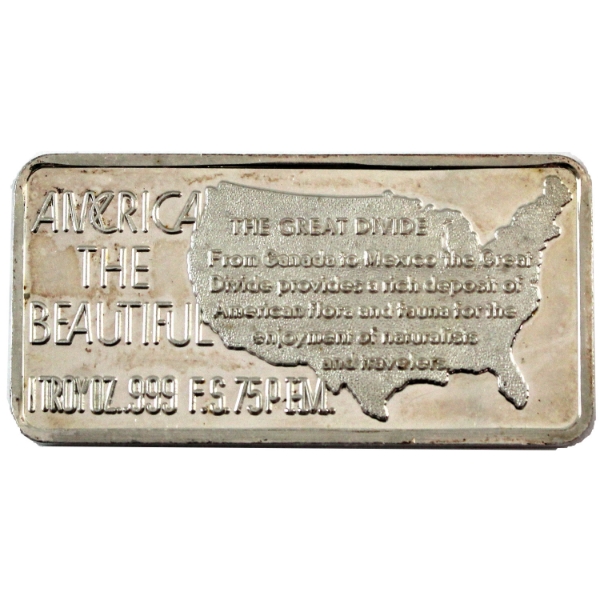 AMERICA
THE
BEAUTIFUL
1 TROY OZ. .999 F.S. 75
THE GREAT DIVIDE
From Canada to Mexico the Great
Divide provides a rich deposit of
American flora and fauna for the
enjoyment of naturalists
and travelers.